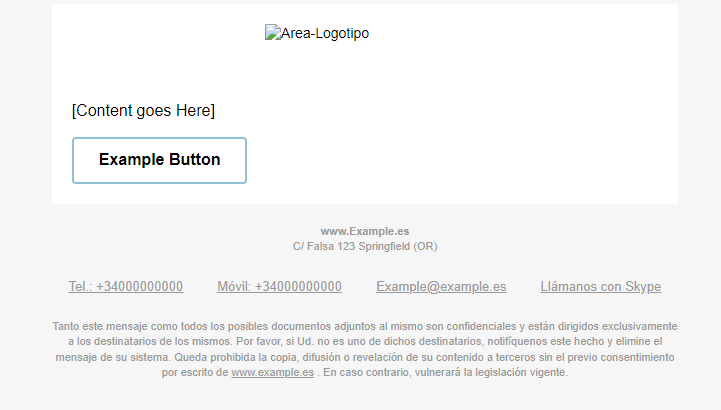 Area-Logotipo
[Content goes Here]
Example Button
www.Example.es
C/ Falsa 123 Springfield (OR)
Tel.: +34000000000 Móvil: +34000000000 Example@example.es Llámanos con Skype
Tanto este mensaje como todos los posibles documentos adjuntos al mismo son confidenciales y están dirigidos exclusivamente
a los destinatarios de los mismos. Por favor, si Ud. no es uno de dichos destinatarios, notifíquenos este hecho y elimine el
mensaje de su sistema. Queda prohibida la copia, difusión o revelación de su contenido a terceros sin el previo consentimiento
por escrito de www.example.es . En caso contrario, vulnerará la legislación vigente.